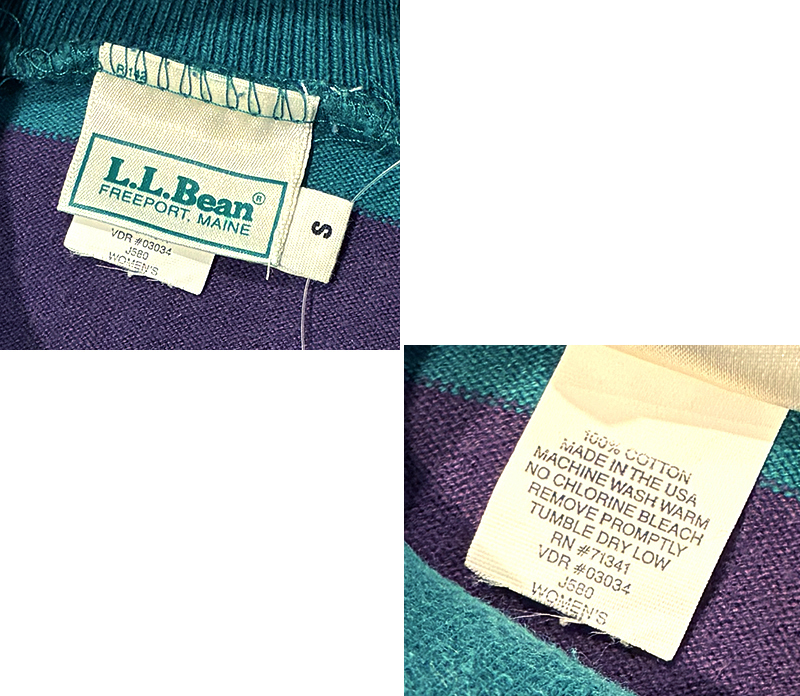 R 142
L.L.Bean®
FREEPORT, MAINE
S
VDR #03034
J580
WOMEN'S
100% COTTON
MADE IN THE USA
MACHINE WASH WARM
NO CHLORINE BLEACH
REMOVE PROMPTLY
TUMBLE DRY LOW
RN #71341
VDR #03034
J580
WOMEN'S